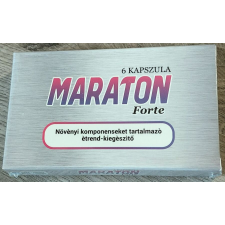 6 KAPSZULA
MARATON
Forte
Növényi komponenseket tartalmazó
étrend-kiegészítő